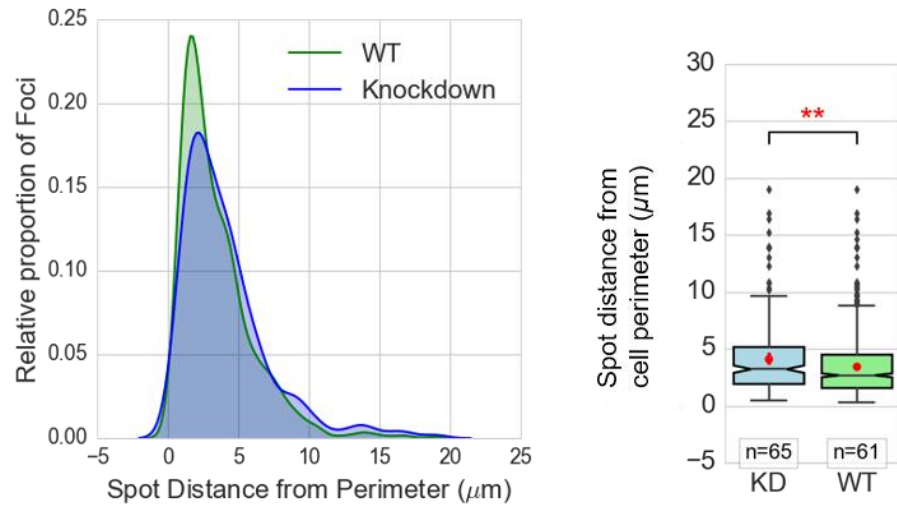 Relative proportion of Foci
0.25
0.20
0.15
0.10
0.05
0.00
WT
Knockdown
−5 0 5 10 15 20 25
Spot Distance from Perimeter (μm)
Spot distance from
cell perimeter (μm)
30
25
20
15
10
5
0
−5
**
n=65 n=61
KD WT